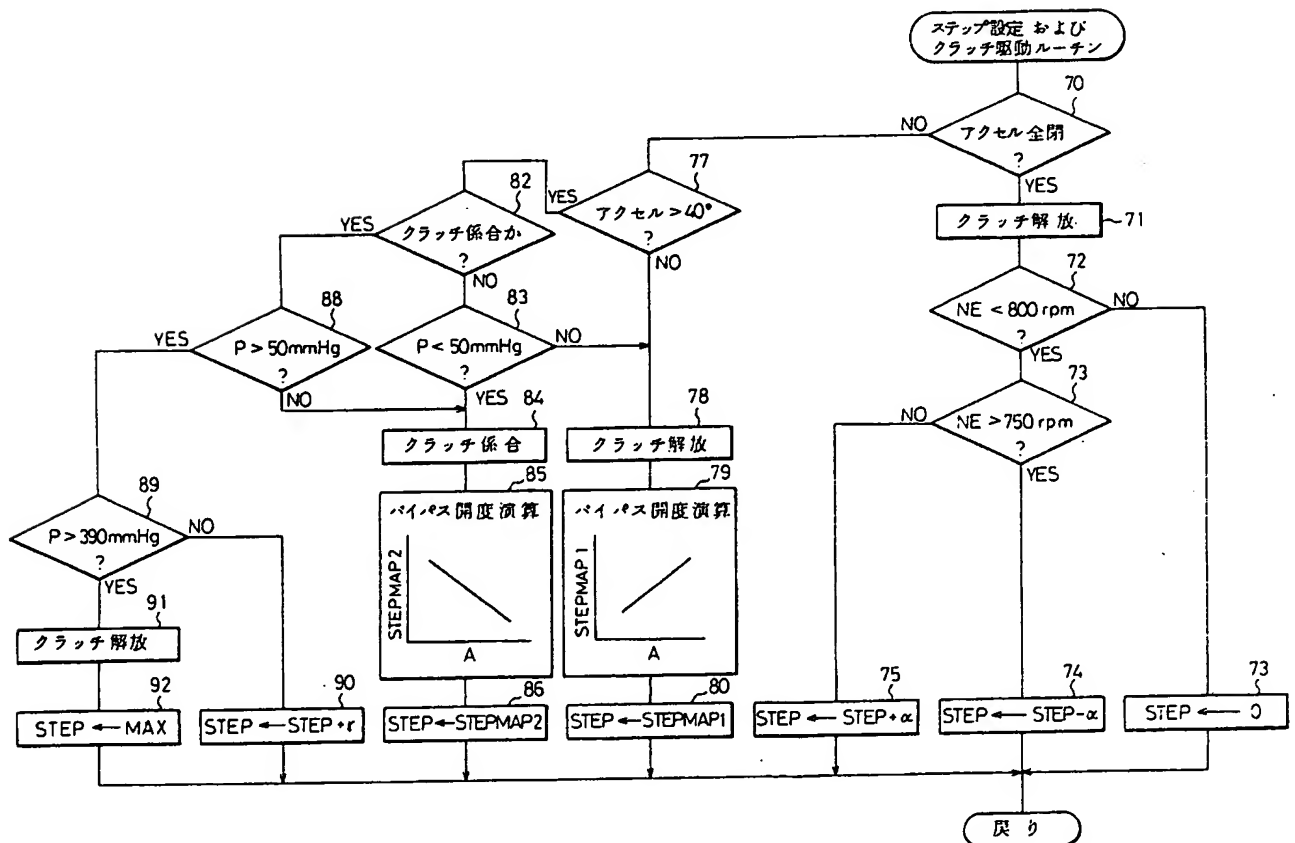 ステップ設定 および
クラッチ駆動ルーチン
70
NO
アクセル全閉
?
YES
77
YES
アクセル>40°
?
NO
クラッチ解放
71
82
YES
クラッチ係合か
?
NO
72
NE<800rpm
NO
?
YES
88
YES
P>50mmHg
?
NO
83
P<50mmHg
NO
?
YES
73
NO
NE>750rpm
?
YES
84
クラッチ係合
78
クラッチ解放
89
P>390mmHg
NO
?
YES
85
バイパス開度演算
STEPMAP2
A
79
バイパス開度演算
STEPMAP1
A
91
クラッチ解放
92
STEP←MAX
90
STEP←STEP+r
86
STEP←STEPMAP2
80
STEP←STEPMAP1
75
STEP←STEP+α
74
STEP←STEP-α
73
STEP←0
戻り